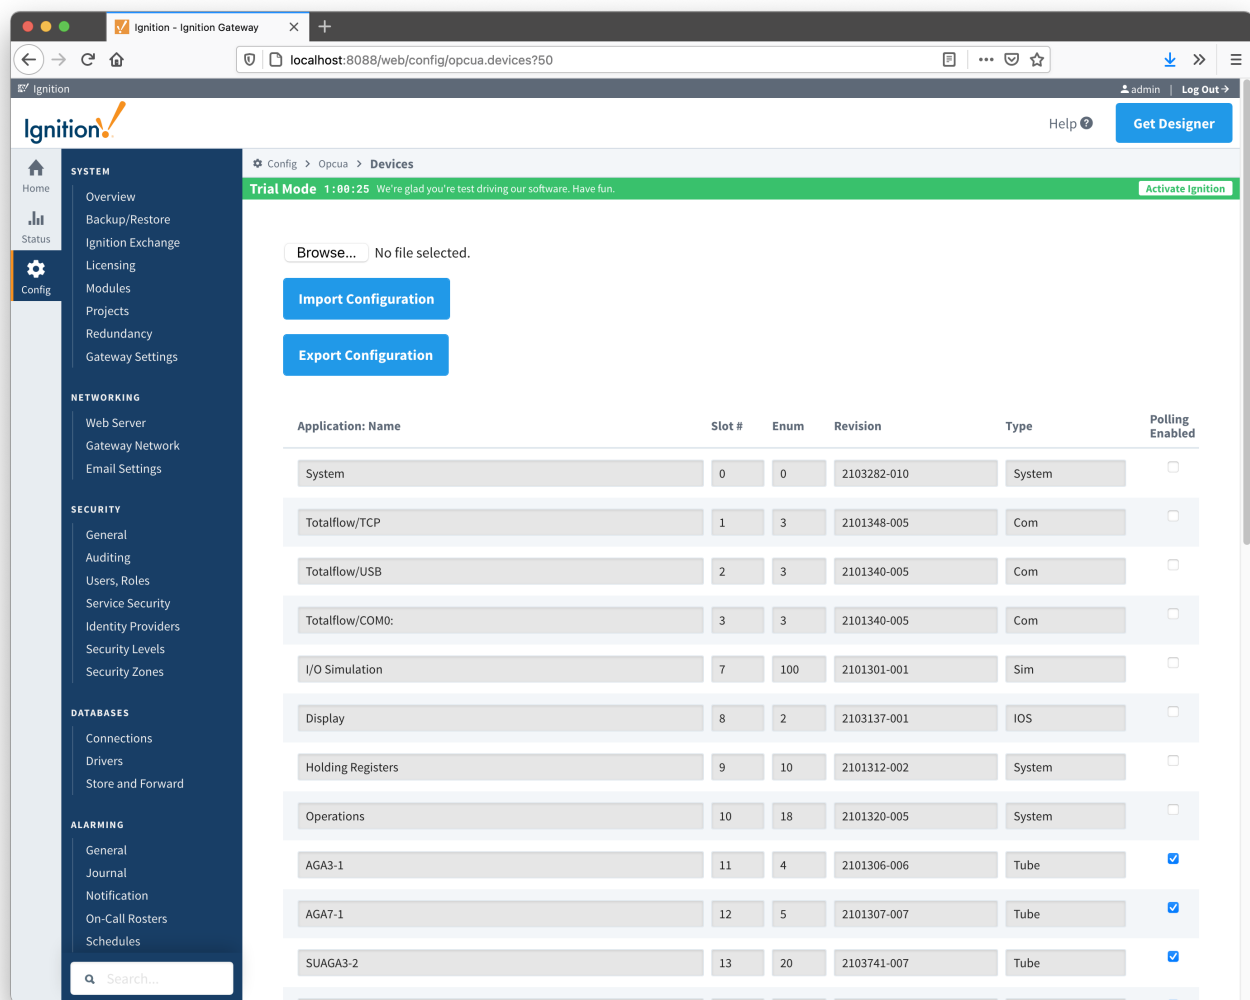 Ignition - Ignition Gateway
localhost:8088/web/config/opcua.devices?50
Ignition
admin | Log Out
Ignition!
Help
Get Designer
Home
Status
Config
SYSTEM
Overview
Backup/Restore
Ignition Exchange
Licensing
Modules
Projects
Redundancy
Gateway Settings
NETWORKING
Web Server
Gateway Network
Email Settings
SECURITY
General
Auditing
Users, Roles
Service Security
Identity Providers
Security Levels
Security Zones
DATABASES
Connections
Drivers
Store and Forward
ALARMING
General
Journal
Notification
On-Call Rosters
Schedules
Search...
Config > Opcua > Devices
Trial Mode 1:00:25 We're glad you're test driving our software. Have fun.
Activate Ignition
Browse... No file selected.
Import Configuration
Export Configuration
Application: Name Slot # Enum Revision Type Polling Enabled
System 0 0 2103282-010 System
Totalflow/TCP 1 3 2101348-005 Com
Totalflow/USB 2 3 2101340-005 Com
Totalflow/COM0: 3 3 2101340-005 Com
I/O Simulation 7 100 2101301-001 Sim
Display 8 2 2103137-001 IOS
Holding Registers 9 10 2101312-002 System
Operations 10 18 2101320-005 System
AGA3-1 11 4 2101306-006 Tube
AGA7-1 12 5 2101307-007 Tube
SUAGA3-2 13 20 2103741-007 Tube